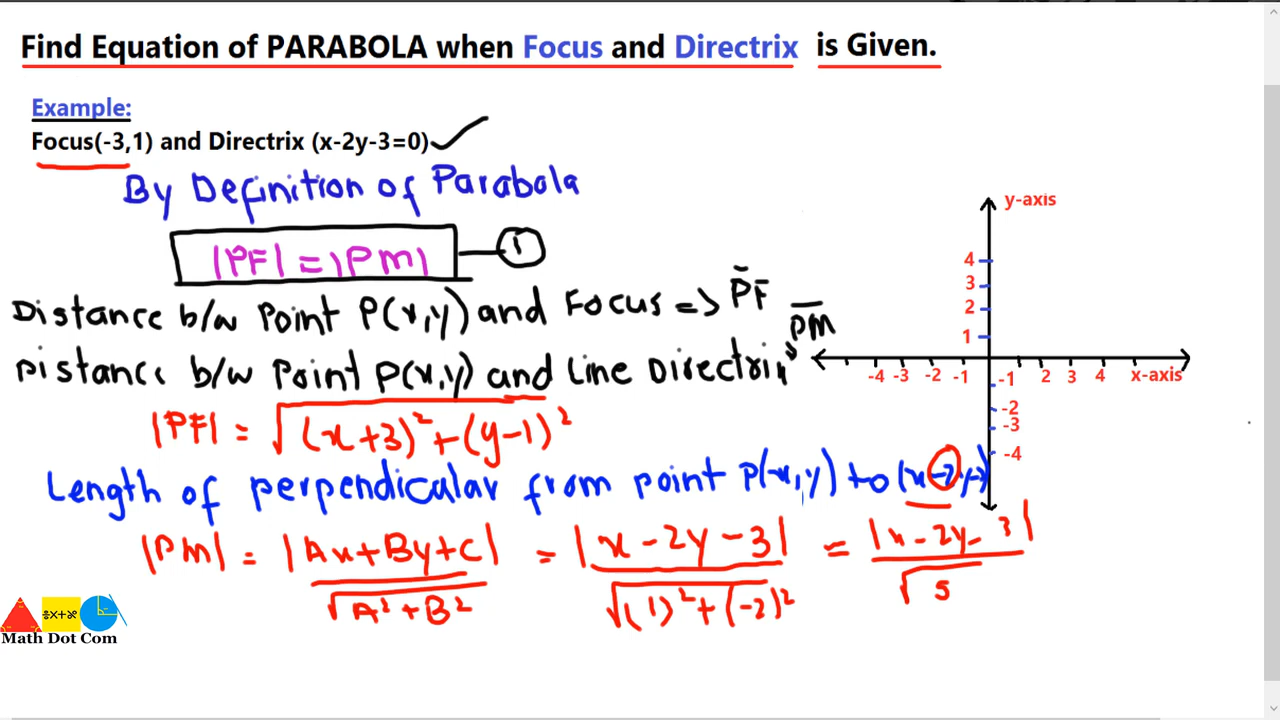 Find Equation of PARABOLA when Focus and Directrix is Given.
Example:
Focus(-3,1) and Directrix (x-2y-3=0)
By Definition of Parabola
|PF| = |PM| — 1
Distance b/w Point P(x,y) and Focus => PF
PM
Distance b/w Point P(x,y) and Line Directrix
|PF| = √(x+3)²+(y-1)²
Length of perpendicular from point P(x,y) to
|PM| = |Ax+By+C| / √A²+B² = |x-2y-3| / √(1)²+(-2)² = |x-2y-3| / √5
y-axis
4
3
2
1
-4 -3 -2 -1 -1 2 3 4 x-axis
-2
-3
-4
Math Dot Com